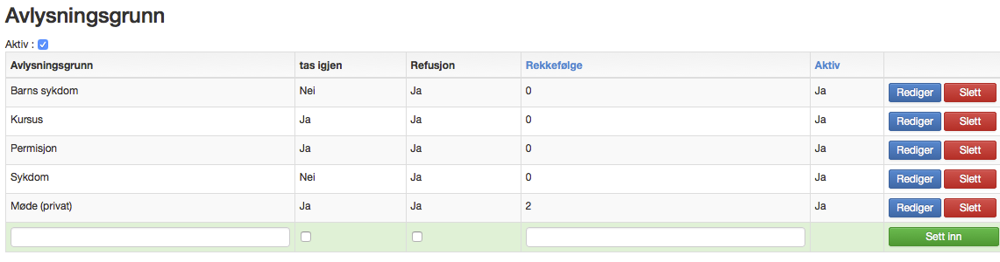 Avlysningsgrunn
Aktiv :
Avlysningsgrunn tas igjen Refusjon Rekkefølge Aktiv
Barns sykdom Nei Ja 0 Ja Rediger Slett
Kursus Ja Ja 0 Ja Rediger Slett
Permisjon Ja Ja 0 Ja Rediger Slett
Sykdom Nei Ja 0 Ja Rediger Slett
Møde (privat) Ja Ja 2 Ja Rediger Slett
Sett inn